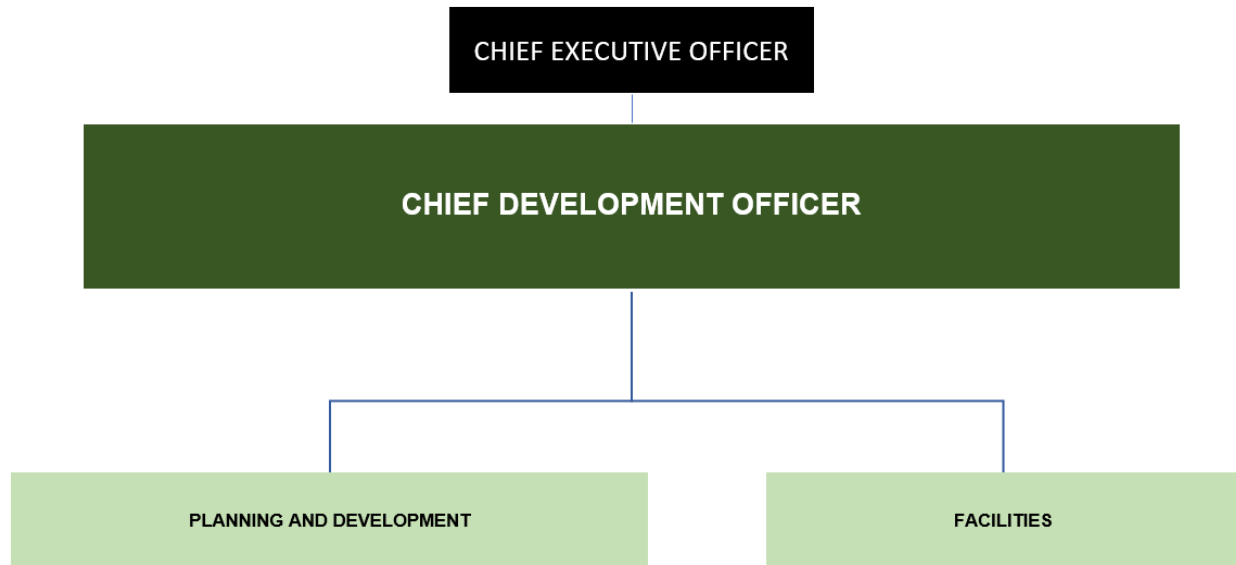 CHIEF EXECUTIVE OFFICER
CHIEF DEVELOPMENT OFFICER
PLANNING AND DEVELOPMENT
FACILITIES